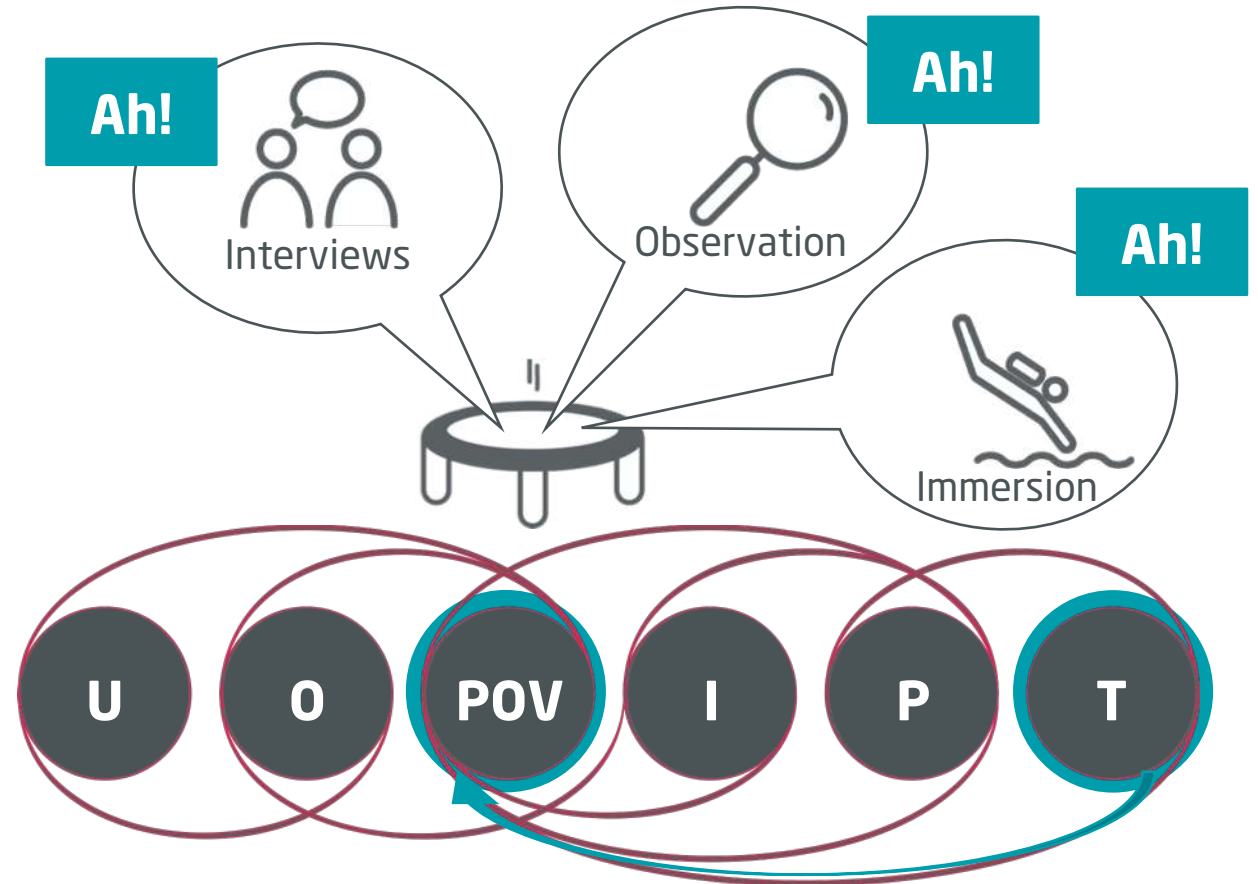 Ah!
Interviews
Ah!
Observation
Ah!
Immersion
U O POV I P T